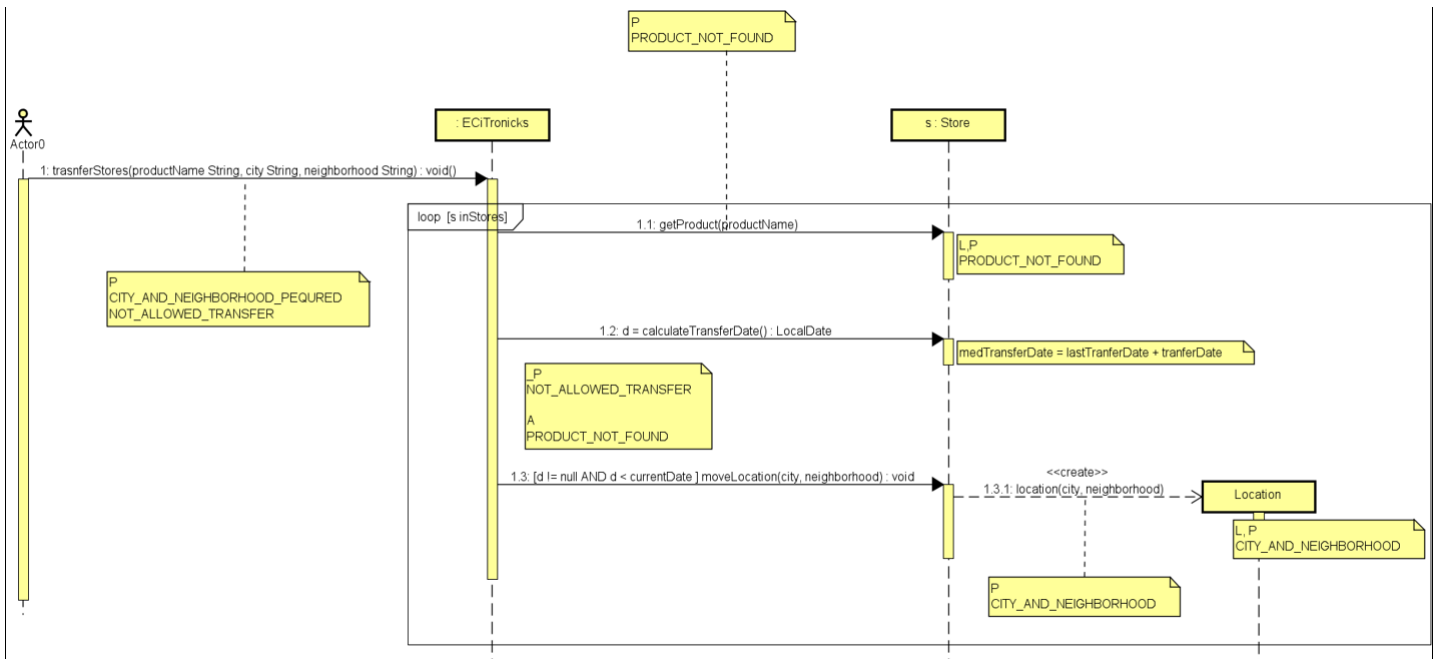 P
PRODUCT_NOT_FOUND
Actor0
: ECiTronicks
s : Store
1: trasnferStores(productName String, city String, neighborhood String) : void()
loop [s inStores]
1.1: getProduct(productName)
L,P
PRODUCT_NOT_FOUND
P
CITY_AND_NEIGHBORHOOD_PEQURED
NOT_ALLOWED_TRANSFER
1.2: d = calculateTransferDate() : LocalDate
medTransferDate = lastTranferDate + tranferDate
_P
NOT_ALLOWED_TRANSFER
A
PRODUCT_NOT_FOUND
1.3: [d != null AND d < currentDate ] moveLocation(city, neighborhood) : void
<<create>>
1.3.1: location(city, neighborhood)
Location
L, P
CITY_AND_NEIGHBORHOOD
P
CITY_AND_NEIGHBORHOOD